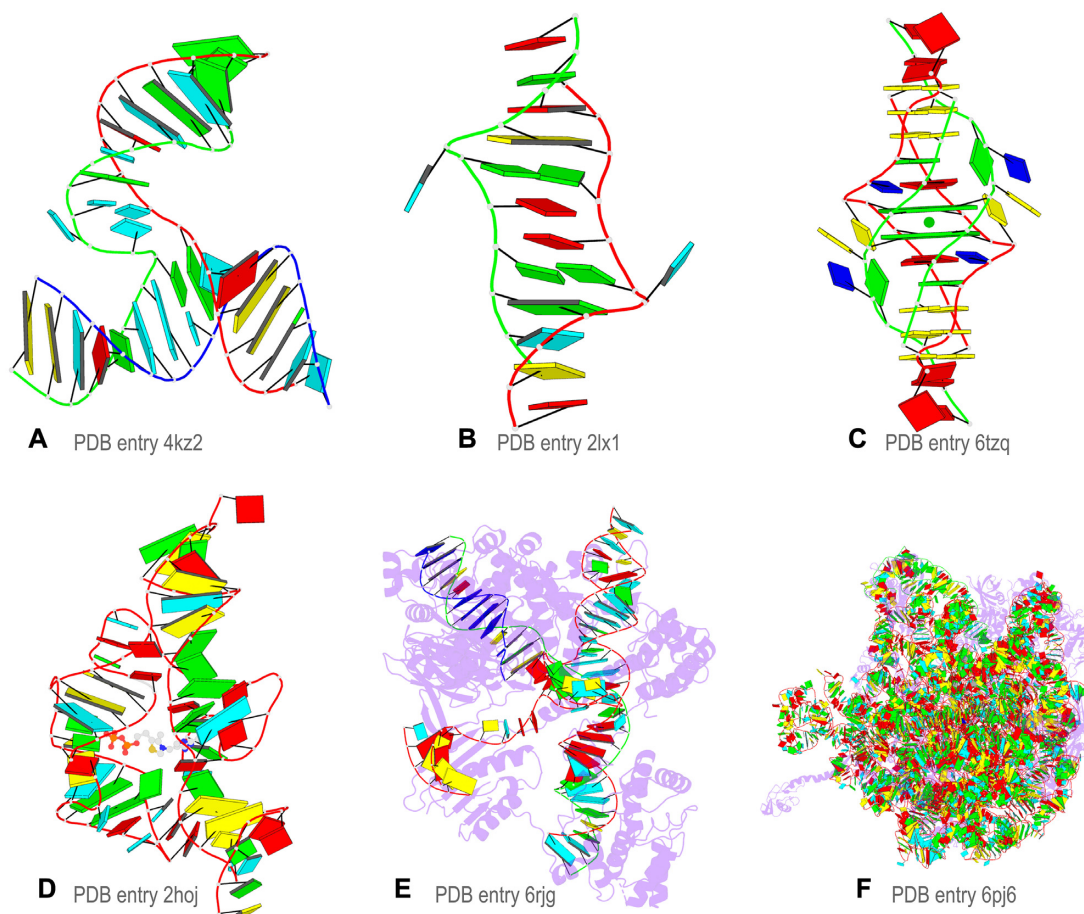 A PDB entry 4kz2
B PDB entry 2lx1
C PDB entry 6tzq
D PDB entry 2hoj
E PDB entry 6rjg
F PDB entry 6pj6